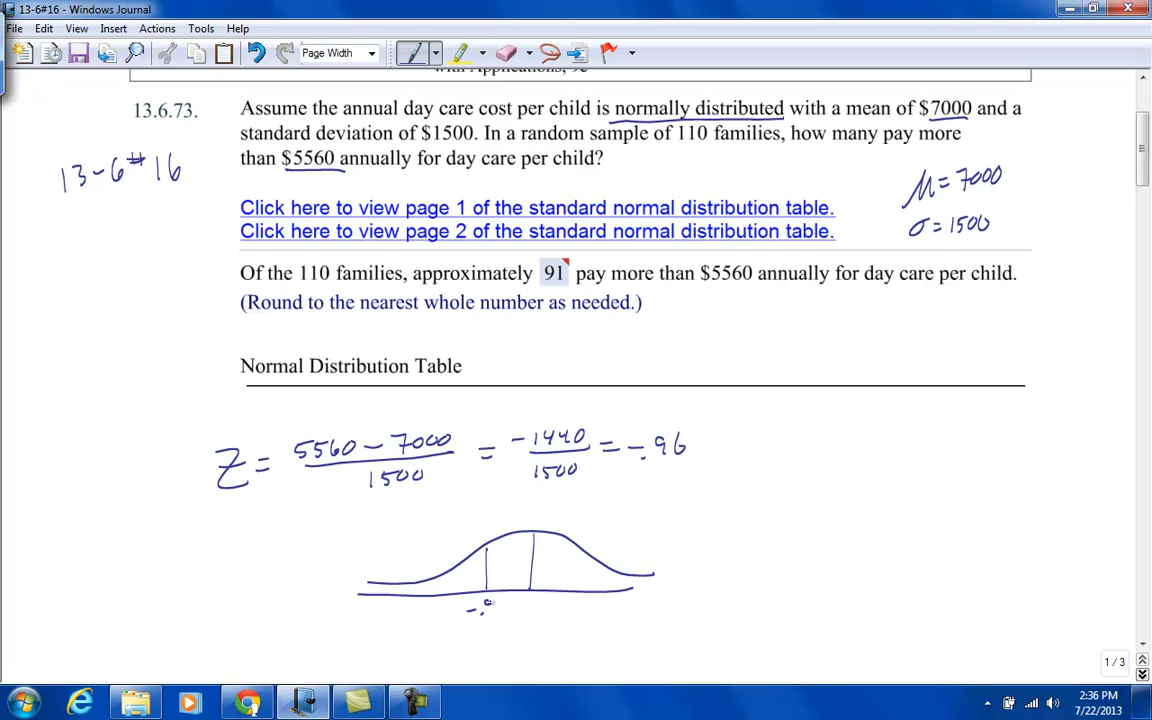 13-6#16 - Windows Journal
File Edit View Insert Actions Tools Help
Page Width
with Applications, 9e
13.6.73. Assume the annual day care cost per child is normally distributed with a mean of $7000 and a
standard deviation of $1500. In a random sample of 110 families, how many pay more
than $5560 annually for day care per child?
13-6#16
μ=7000
σ=1500
Click here to view page 1 of the standard normal distribution table.
Click here to view page 2 of the standard normal distribution table.
Of the 110 families, approximately 91 pay more than $5560 annually for day care per child.
(Round to the nearest whole number as needed.)
Normal Distribution Table
Z = 5560-7000 / 1500 = -1440 / 1500 = -.96
-.9
1 / 3
2:36 PM
7/22/2013